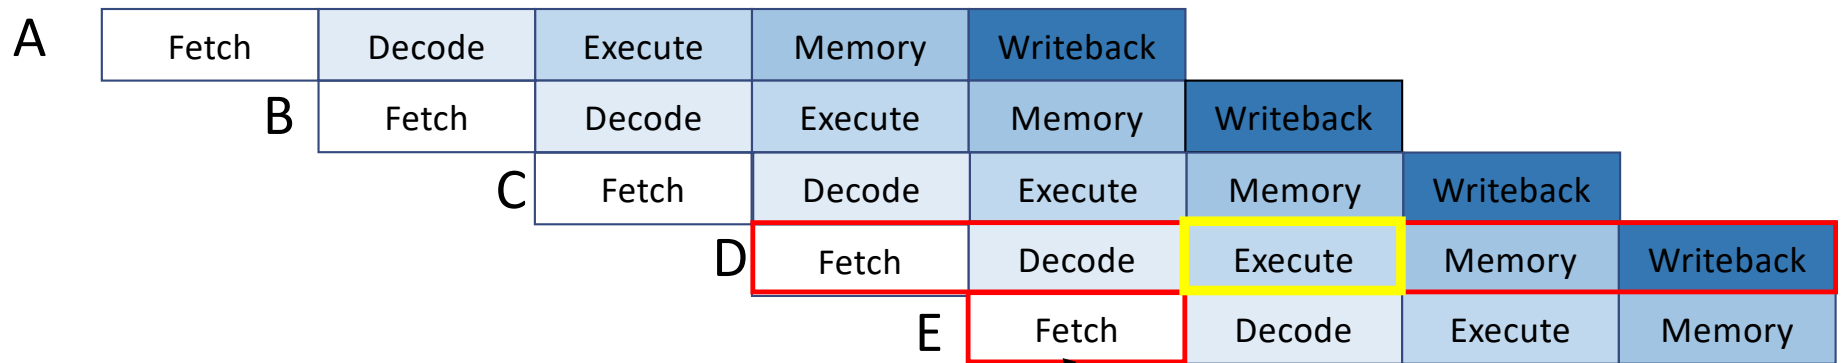 A Fetch Decode Execute Memory Writeback
B Fetch Decode Execute Memory Writeback
C Fetch Decode Execute Memory Writeback
D Fetch Decode Execute Memory Writeback
E Fetch Decode Execute Memory